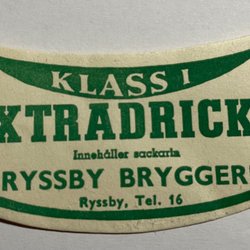 KLASS I
XTRADRICK
Innehåller sackarin
RYSSBY BRYGGER
Ryssby, Tel. 16